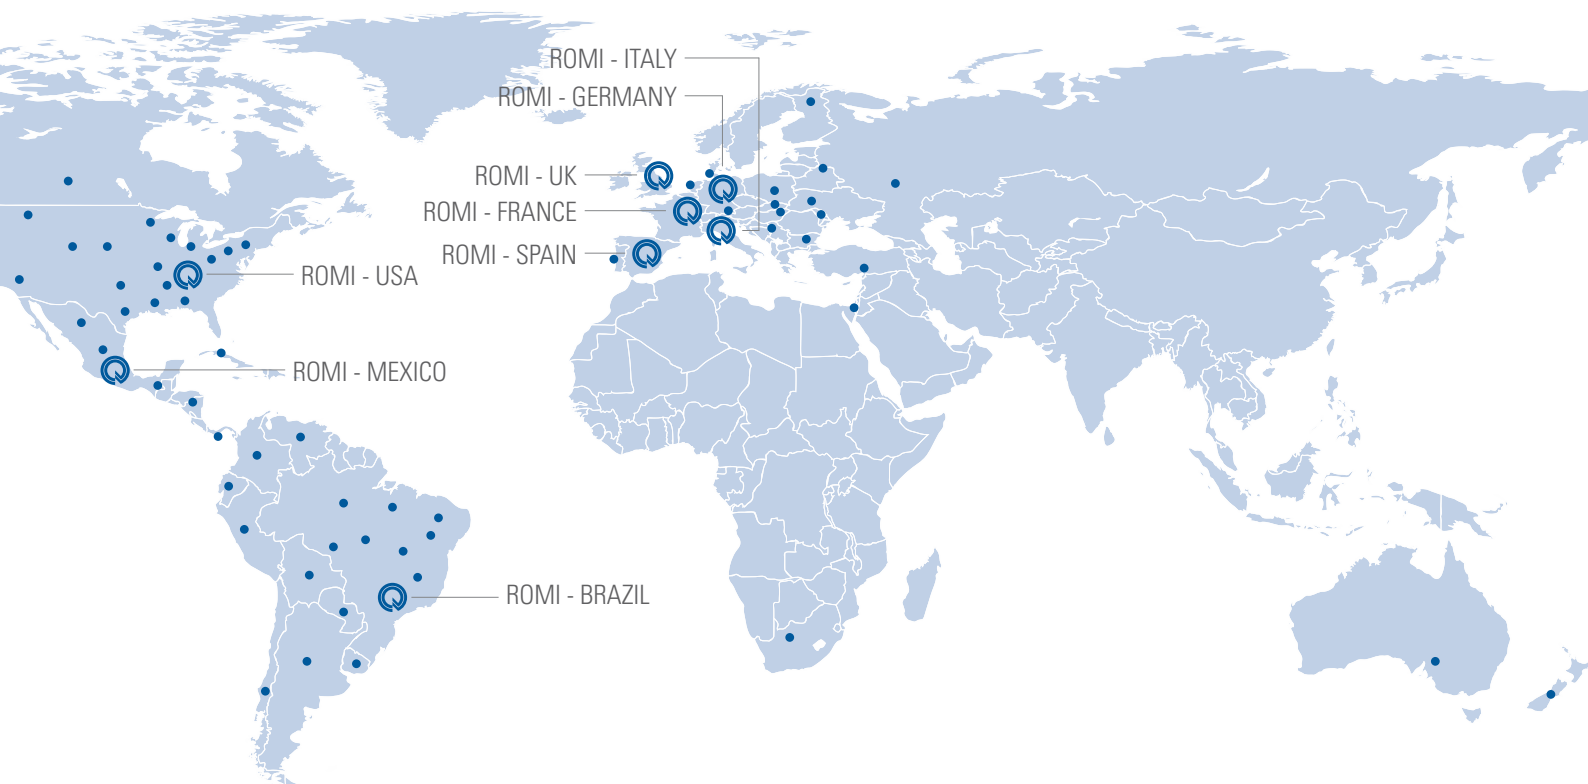 ROMI - ITALY
ROMI - GERMANY
ROMI - UK
ROMI - FRANCE
ROMI - SPAIN
ROMI - USA
ROMI - MEXICO
ROMI - BRAZIL